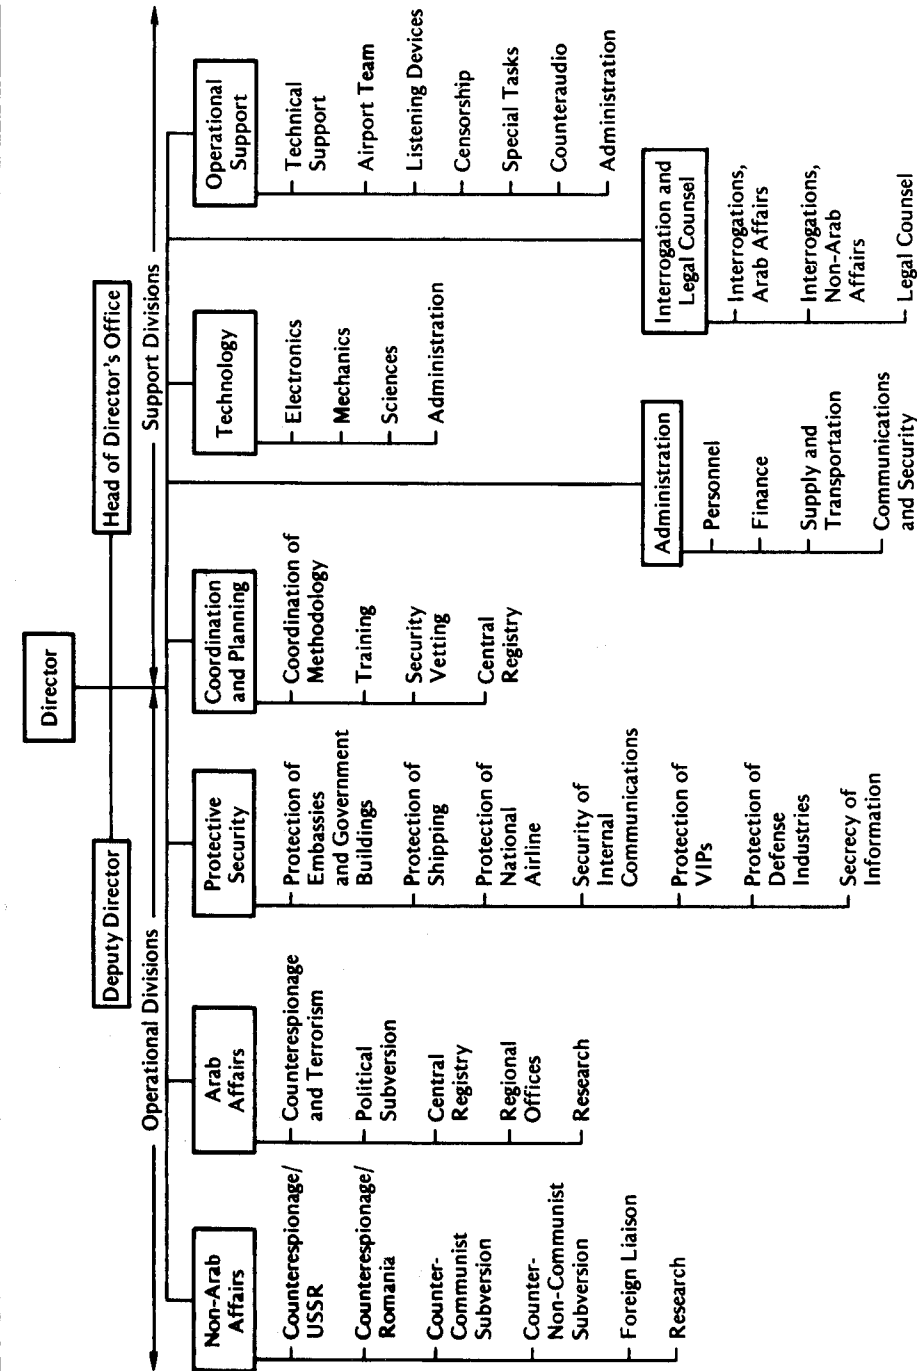 Director
Deputy Director
Head of Director's Office
Operational Divisions
Support Divisions
Non-Arab
Affairs
Counterespionage/
USSR
Counterespionage/
Romania
Counter-
Communist
Subversion
Counter-
Non-Communist
Subversion
Foreign Liaison
Research
Arab
Affairs
Counterespionage
and Terrorism
Political
Subversion
Central
Registry
Regional
Offices
Research
Protective
Security
Protection of
Embassies
and Government
Buildings
Protection of
Shipping
Protection of
National
Airline
Security of
Internal
Communications
Protection of
VIPs
Protection of
Defense
Industries
Secrecy of
Information
Coordination
and Planning
Coordination of
Methodology
Training
Security
Vetting
Central
Registry
Technology
Electronics
Mechanics
Sciences
Administration
Operational
Support
Technical
Support
Airport Team
Listening Devices
Censorship
Special Tasks
Counteraudio
Administration
Administration
Personnel
Finance
Supply and
Transportation
Communications
and Security
Interrogation and
Legal Counsel
Interrogations,
Arab Affairs
Interrogations,
Non-Arab
Affairs
Legal Counsel